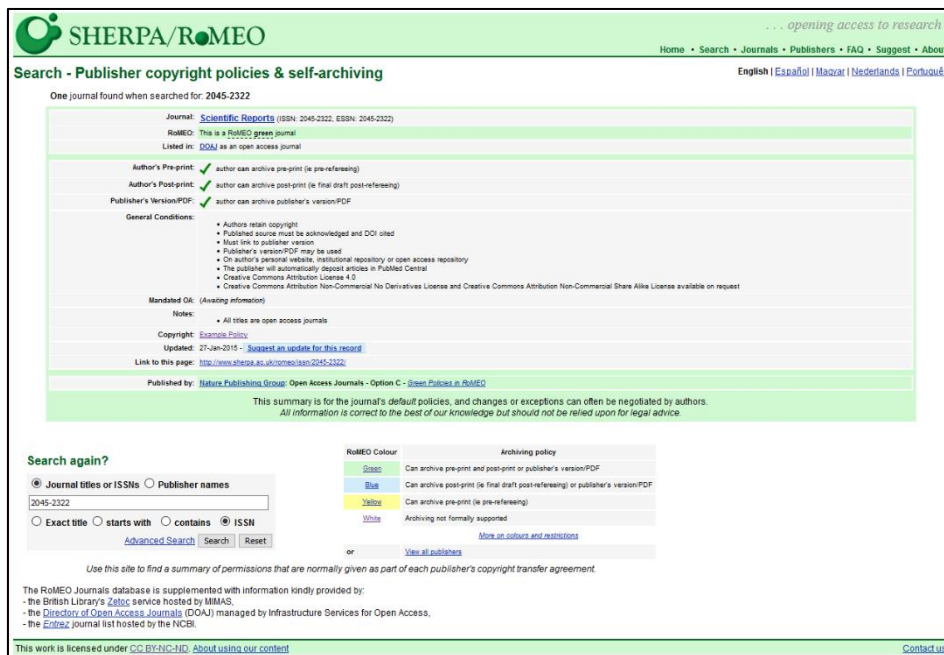 SHERPA/RoMEO
. . . opening access to research
Home • Search • Journals • Publishers • FAQ • Suggest • About
Search - Publisher copyright policies & self-archiving
English | Español | Magyar | Nederlands | Portuguê
One journal found when searched for: 2045-2322
Journal: Scientific Reports (ISSN: 2045-2322, ESSN: 2045-2322)
RoMEO: This is a RoMEO green journal
Listed in: DOAJ as an open access journal
Author's Pre-print: author can archive pre-print (ie pre-refereeing)
Author's Post-print: author can archive post-print (ie final draft post-refereeing)
Publisher's Version/PDF: author can archive publisher's version/PDF
General Conditions:
• Authors retain copyright
• Published source must be acknowledged and DOI cited
• Must link to publisher version
• Publisher's version/PDF may be used
• On author's personal website, institutional repository or open access repository
• The publisher will automatically deposit articles in PubMed Central
• Creative Commons Attribution License 4.0
• Creative Commons Attribution Non-Commercial No Derivatives License and Creative Commons Attribution Non-Commercial Share Alike License available on request
Mandated OA: (Awaiting information)
Notes:
• All titles are open access journals
Copyright: Example Policy
Updated: 27-Jan-2015 - Suggest an update for this record
Link to this page: http://www.sherpa.ac.uk/romeo/issn/2045-2322/
Published by: Nature Publishing Group: Open Access Journals - Option C - Green Policies in RoMEO
This summary is for the journal's default policies, and changes or exceptions can often be negotiated by authors.
All information is correct to the best of our knowledge but should not be relied upon for legal advice.
Search again?
Journal titles or ISSNs Publisher names
2045-2322
Exact title starts with contains ISSN
Advanced Search Search Reset
RoMEO Colour Archiving policy
Green Can archive pre-print and post-print or publisher's version/PDF
Blue Can archive post-print (ie final draft post-refereeing) or publisher's version/PDF
Yellow Can archive pre-print (ie pre-refereeing)
White Archiving not formally supported
More on colours and restrictions
or View all publishers
Use this site to find a summary of permissions that are normally given as part of each publisher's copyright transfer agreement.
The RoMEO Journals database is supplemented with information kindly provided by:
- the British Library's Zetoc service hosted by MIMAS,
- the Directory of Open Access Journals (DOAJ) managed by Infrastructure Services for Open Access,
- the Entrez journal list hosted by the NCBI.
This work is licensed under CC BY-NC-ND. About using our content
Contact us